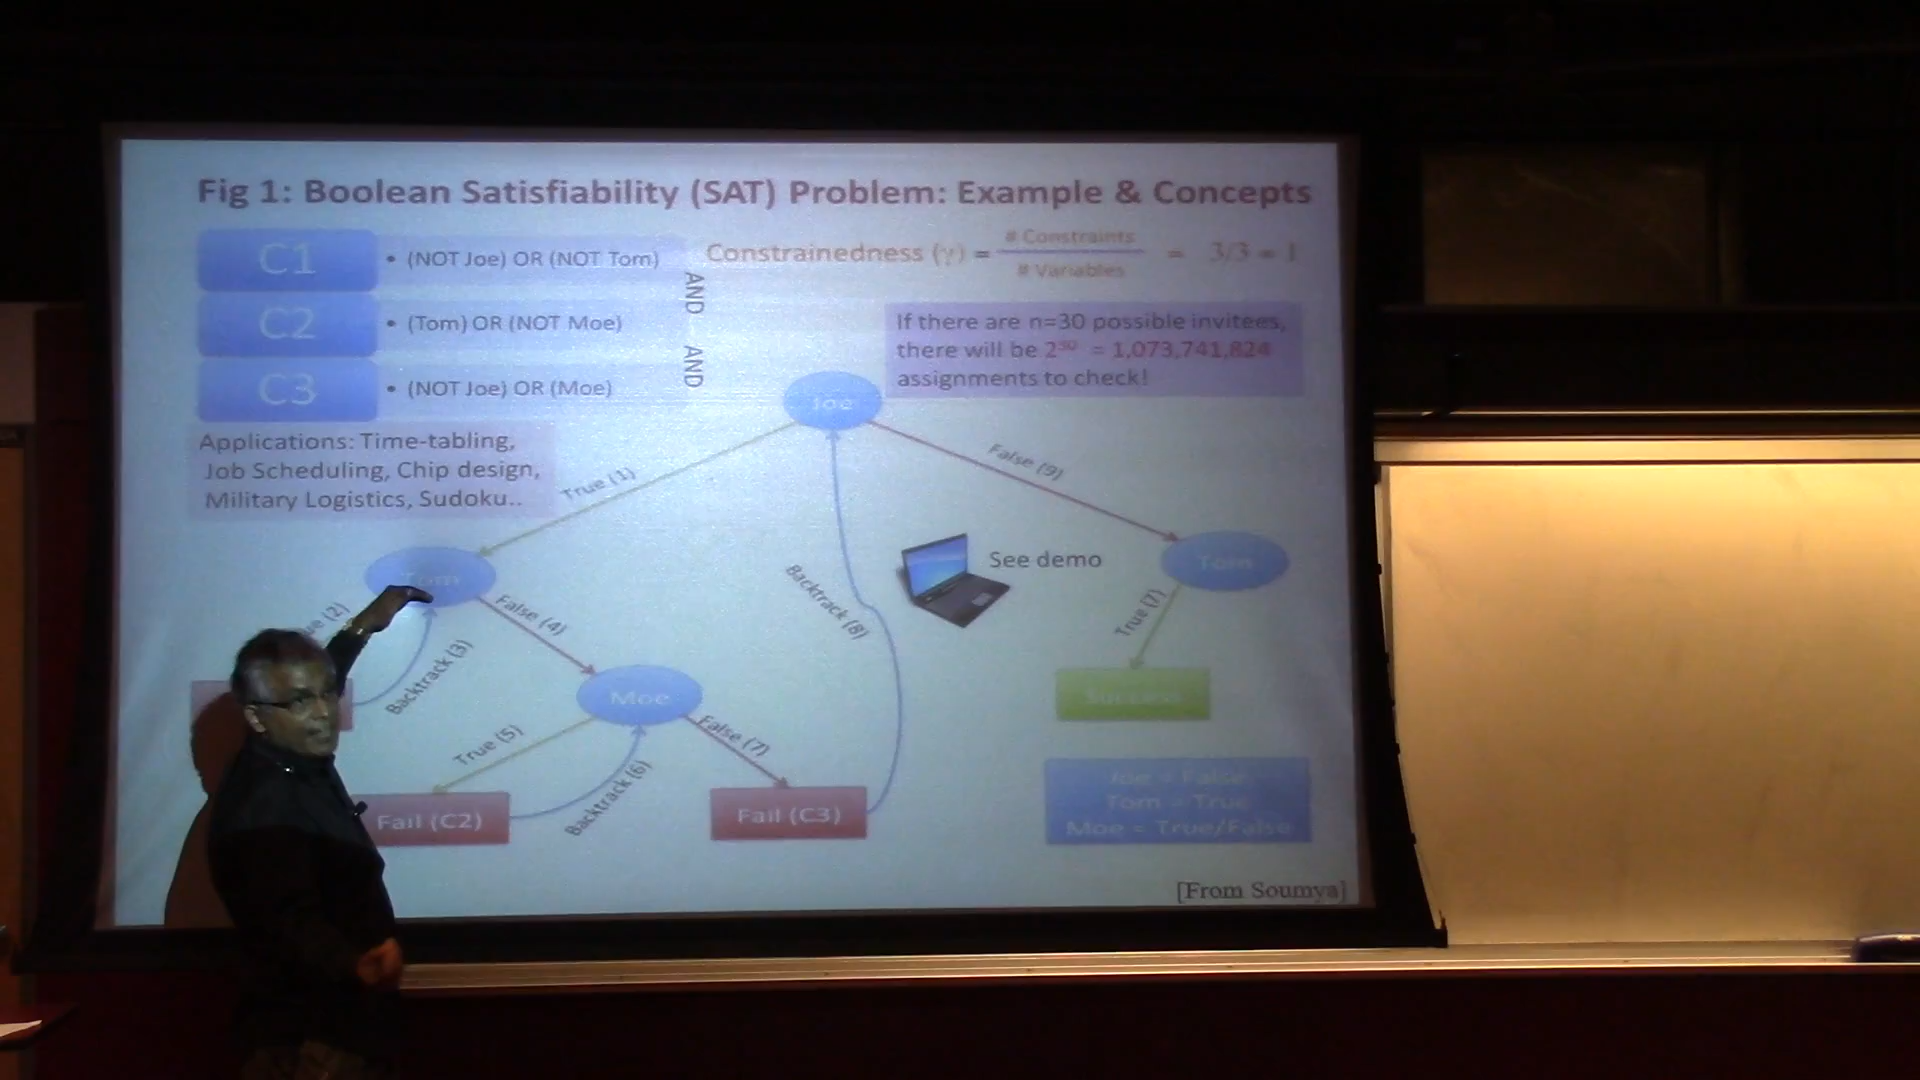 Fig 1: Boolean Satisfiability (SAT) Problem: Example & Concepts
C1
• (NOT Joe) OR (NOT Tom)
AND
C2
• (Tom) OR (NOT Moe)
AND
C3
• (NOT Joe) OR (Moe)
Constrainedness (γ) = # Constraints / # Variables = 3/3 = 1
If there are n=30 possible invitees,
there will be 2³⁰ = 1,073,741,824
assignments to check!
Applications: Time-tabling,
Job Scheduling, Chip design,
Military Logistics, Sudoku..
Joe
True (1)
False (9)
Tom
See demo
Tom
(2)
Backtrack (3)
False (4)
Backtrack (8)
True (7)
Moe
Success
True (5)
Backtrack (6)
False (7)
Fail (C2)
Fail (C3)
Joe = False
Tom = True
Moe = True/False
[From Soumya]